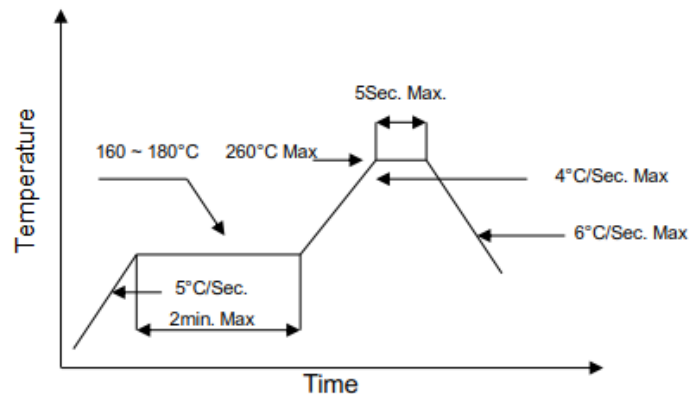 5Sec. Max.
160 ~ 180°C
260°C Max
4°C/Sec. Max
6°C/Sec. Max
5°C/Sec.
2min. Max
Temperature
Time